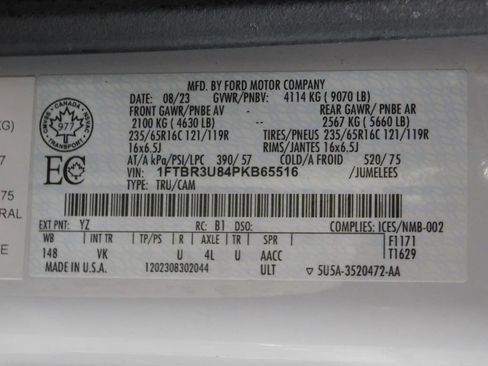 MFD. BY FORD MOTOR COMPANY
DATE: 08/23 GVWR/PNBV: 4114 KG ( 9070 LB)
FRONT GAWR/PNBE AV REAR GAWR/PNBE AR
2100 KG ( 4630 LB) 2567 KG ( 5660 LB)
235/65R16C 121/119R TIRES/PNEUS 235/65R16C 121/119R
16x6.5J RIMS/JANTES 16x6.5J
AT/A kPa/PSI/LPC 390/ 57 COLD/A FROID 520/ 75
VIN: 1FTBR3U84PKB65516 /JUMELEES
TYPE: TRU/CAM
CANADA
977
TRANSPORT
EC
KG)
7
75
RAL
E
EXT PNT: YZ RC: B1 DSO: COMPLIES: ICES/NMB-002
WB INT TR TP/PS R AXLE TR SPR F1171
148 VK U 4L U AACC T1629
MADE IN U.S.A. 1202308302044 ULT ▽ 5U5A-3520472-AA